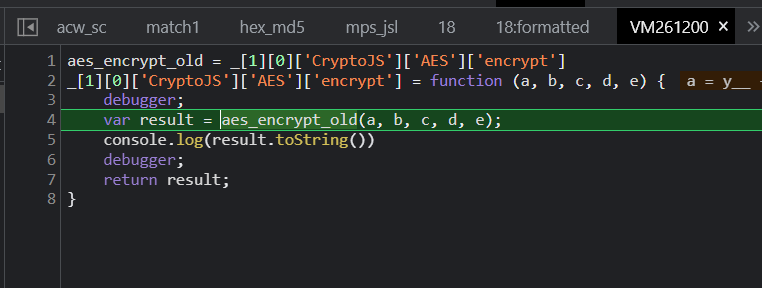 acw_sc match1 hex_md5 mps_jsl 18 18:formatted VM261200 × »
1 aes_encrypt_old = _[1][0]['CryptoJS']['AES']['encrypt']
2 _[1][0]['CryptoJS']['AES']['encrypt'] = function (a, b, c, d, e) { a = y__
3 debugger;
4 var result = aes_encrypt_old(a, b, c, d, e);
5 console.log(result.toString())
6 debugger;
7 return result;
8 }